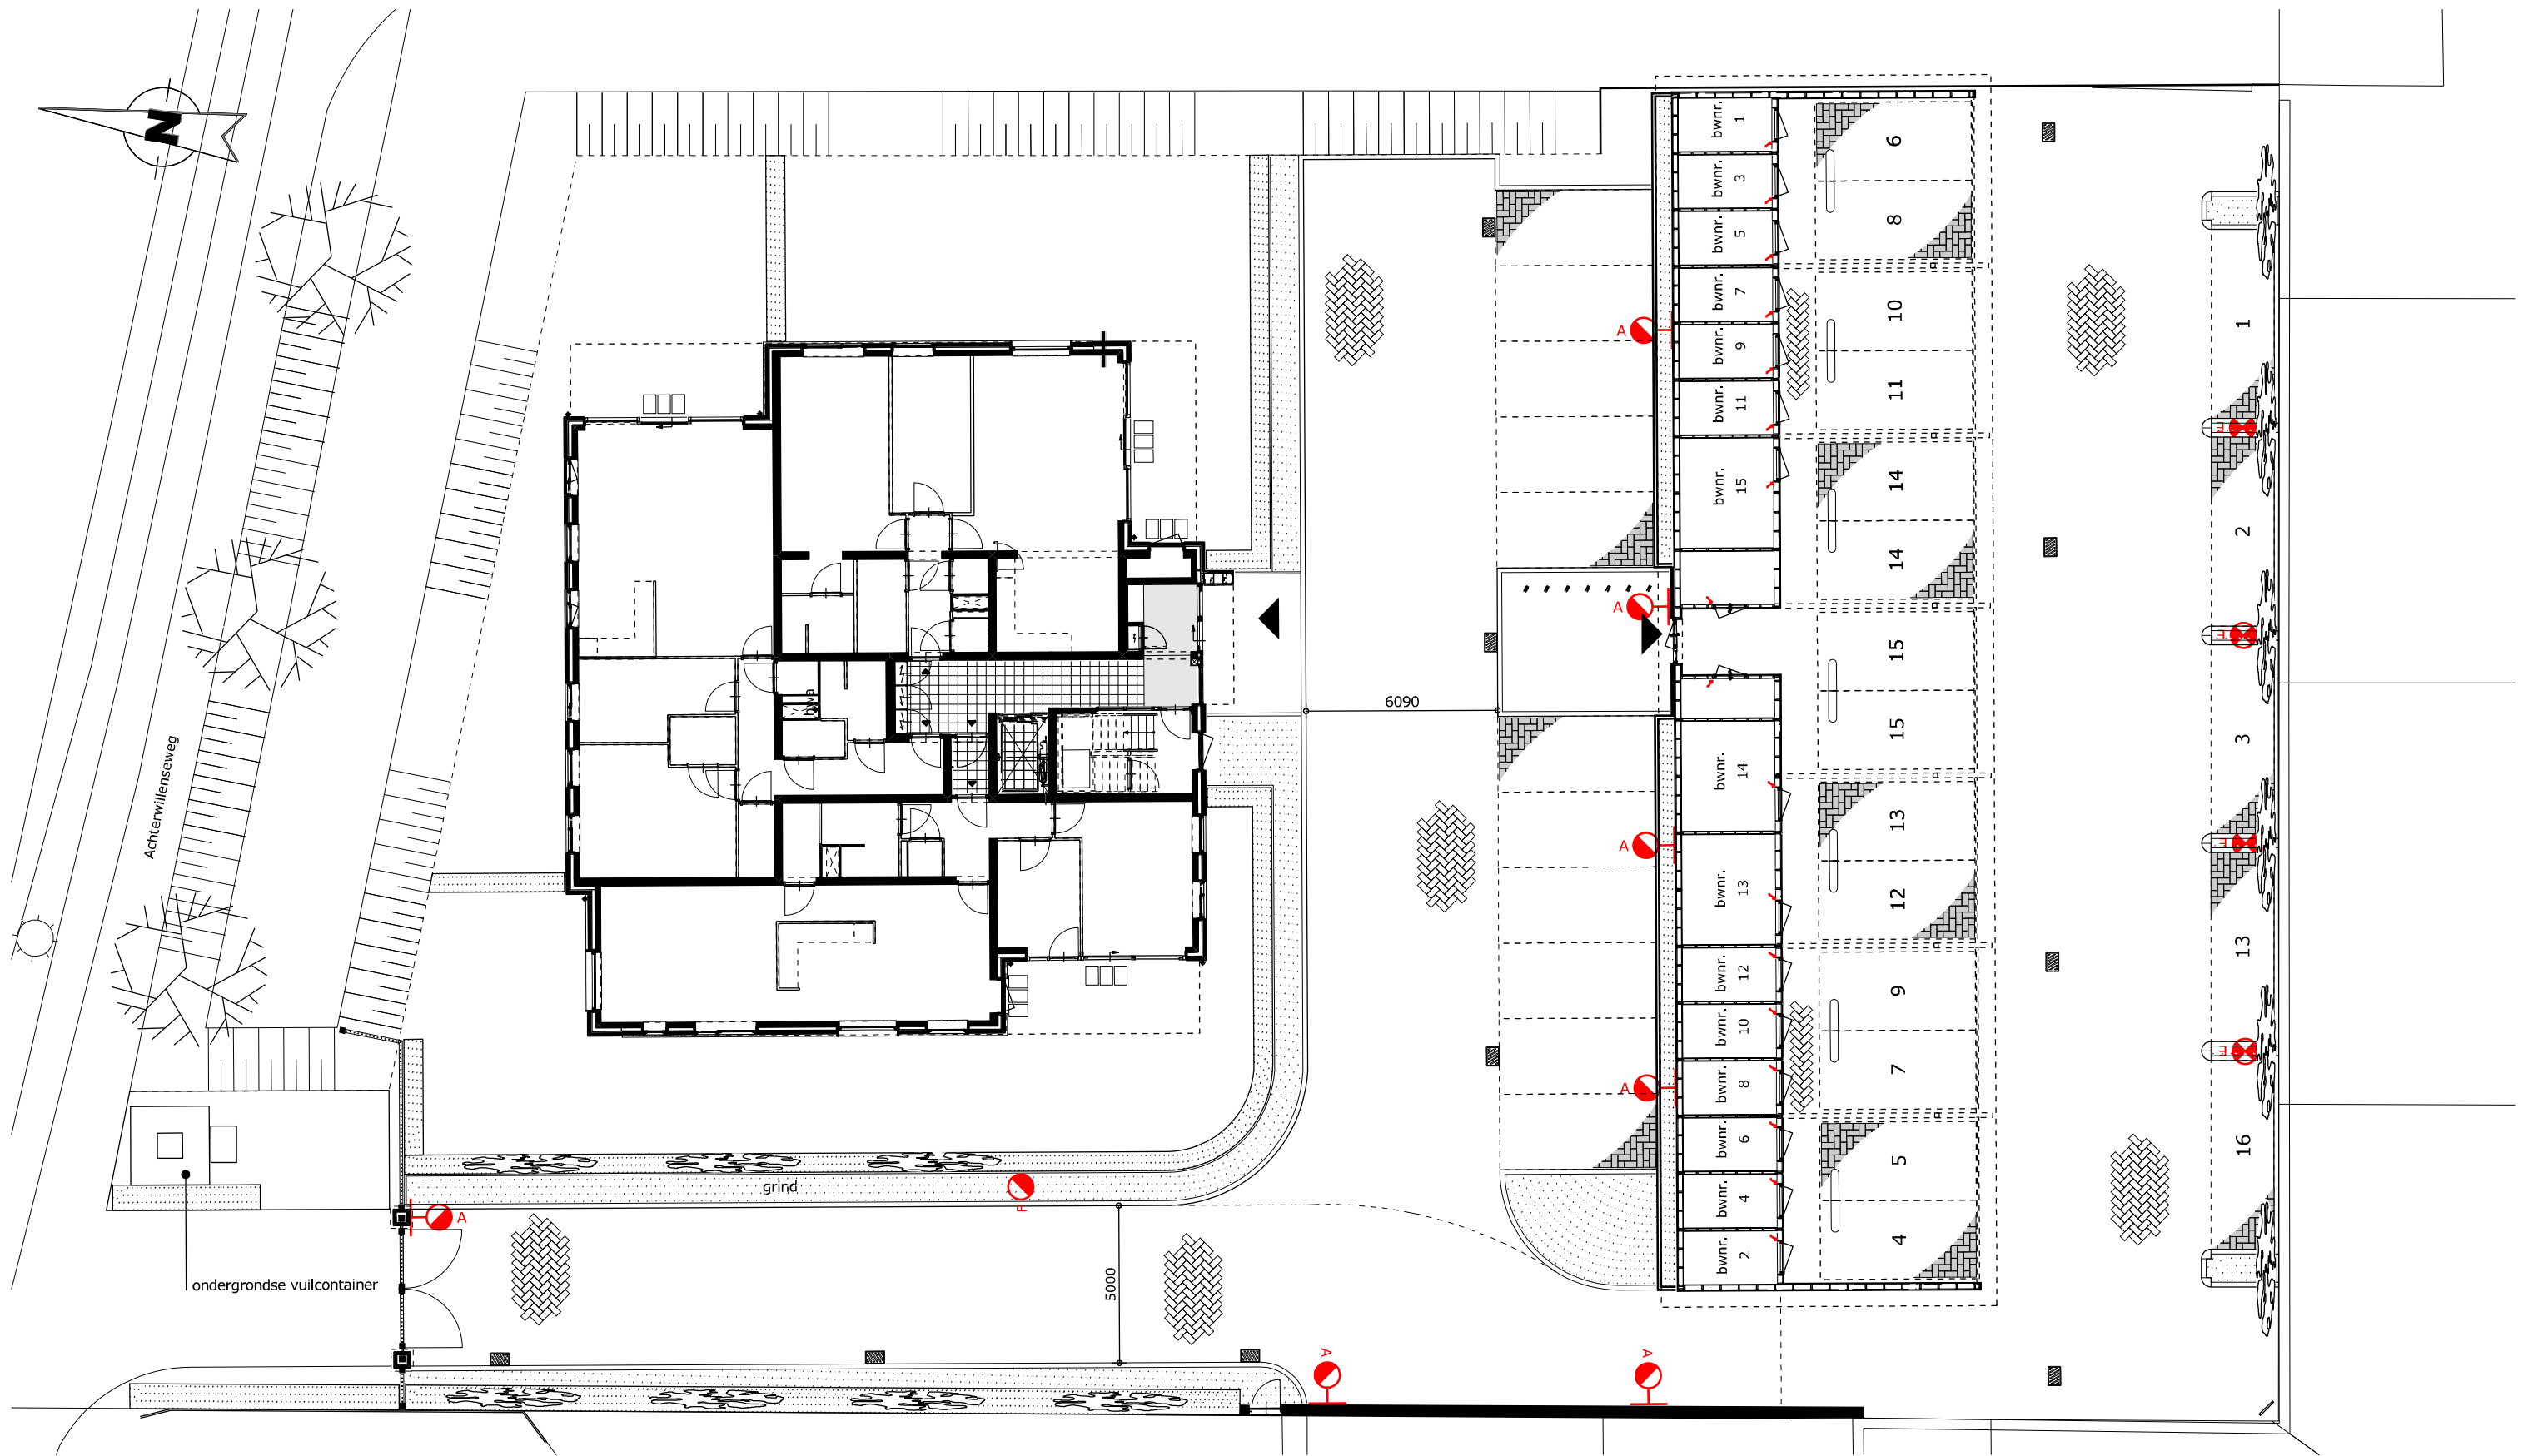 N
Achterwillenseweg
ondergrondse vuilcontainer
grind
hwa
6090
5000
bwnr. 1
bwnr. 3
bwnr. 5
bwnr. 7
bwnr. 9
bwnr. 11
bwnr. 15
bwnr. 14
bwnr. 13
bwnr. 12
bwnr. 10
bwnr. 8
bwnr. 6
bwnr. 4
bwnr. 2
6
8
10
11
14
14
15
15
13
12
9
7
5
4
1
2
3
13
16
A
A
A
A
A
A
A
F
F
F
F
F